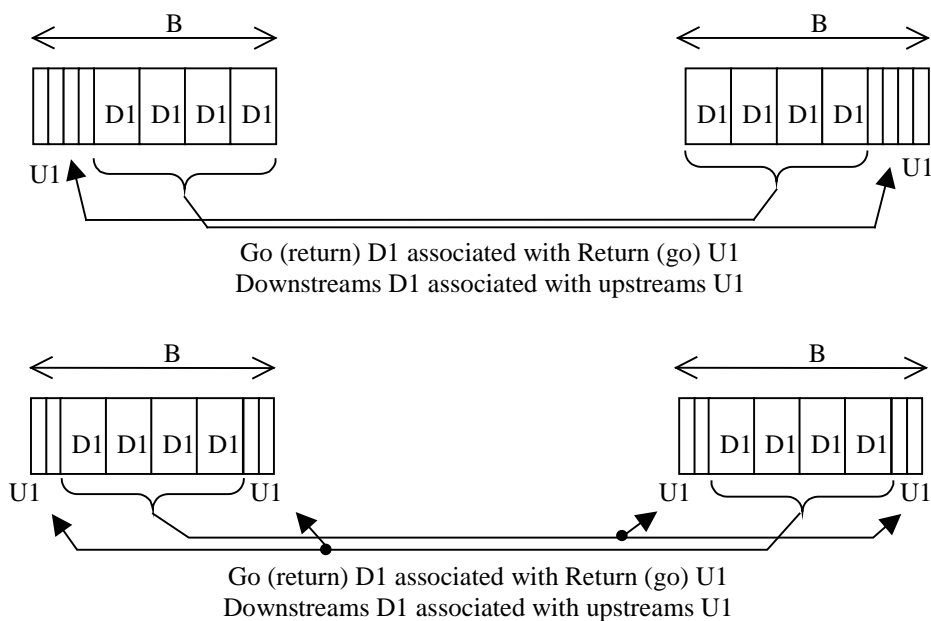 B B
D1 D1 D1 D1 D1 D1 D1 D1
U1 U1
Go (return) D1 associated with Return (go) U1
Downstreams D1 associated with upstreams U1
B B
D1 D1 D1 D1 D1 D1 D1 D1
U1 U1 U1 U1
Go (return) D1 associated with Return (go) U1
Downstreams D1 associated with upstreams U1